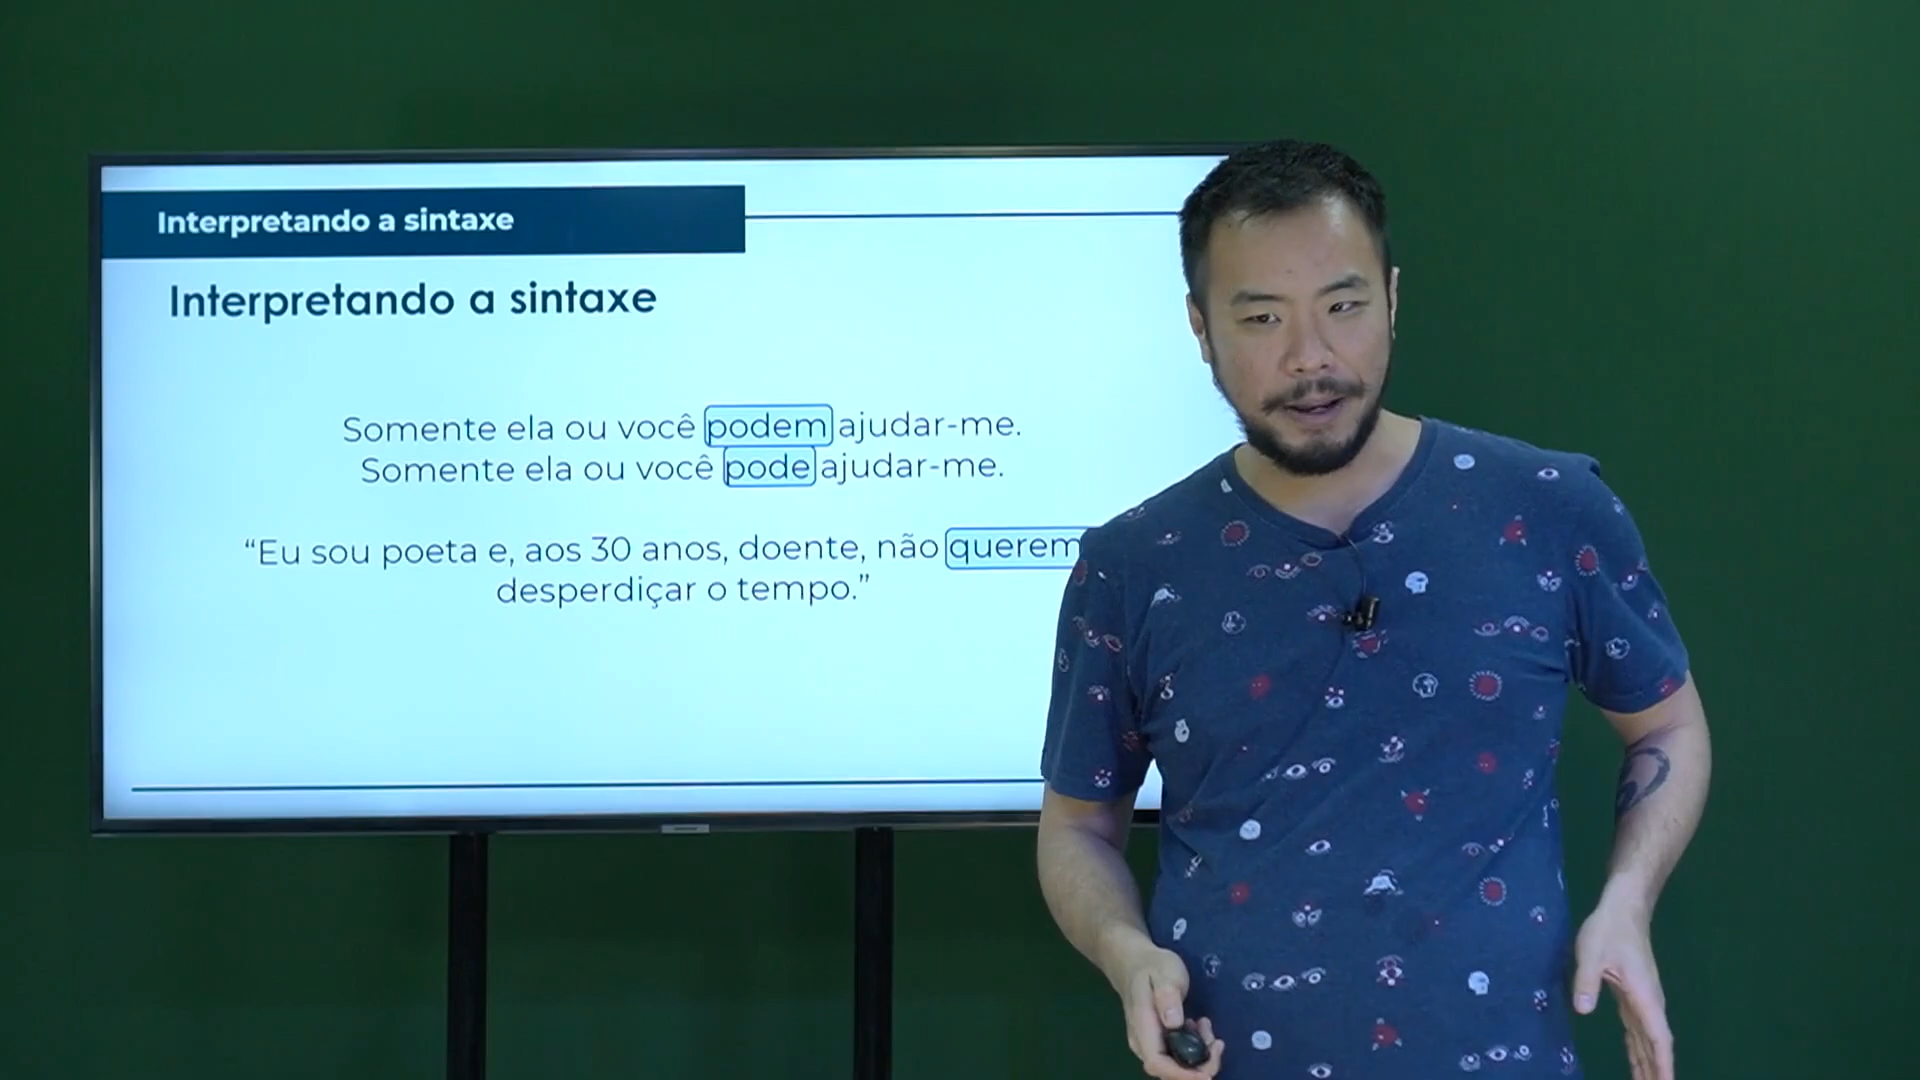 Interpretando a sintaxe
Interpretando a sintaxe
Somente ela ou você podem ajudar-me.
Somente ela ou você pode ajudar-me.
“Eu sou poeta e, aos 30 anos, doente, não querem
desperdiçar o tempo.”